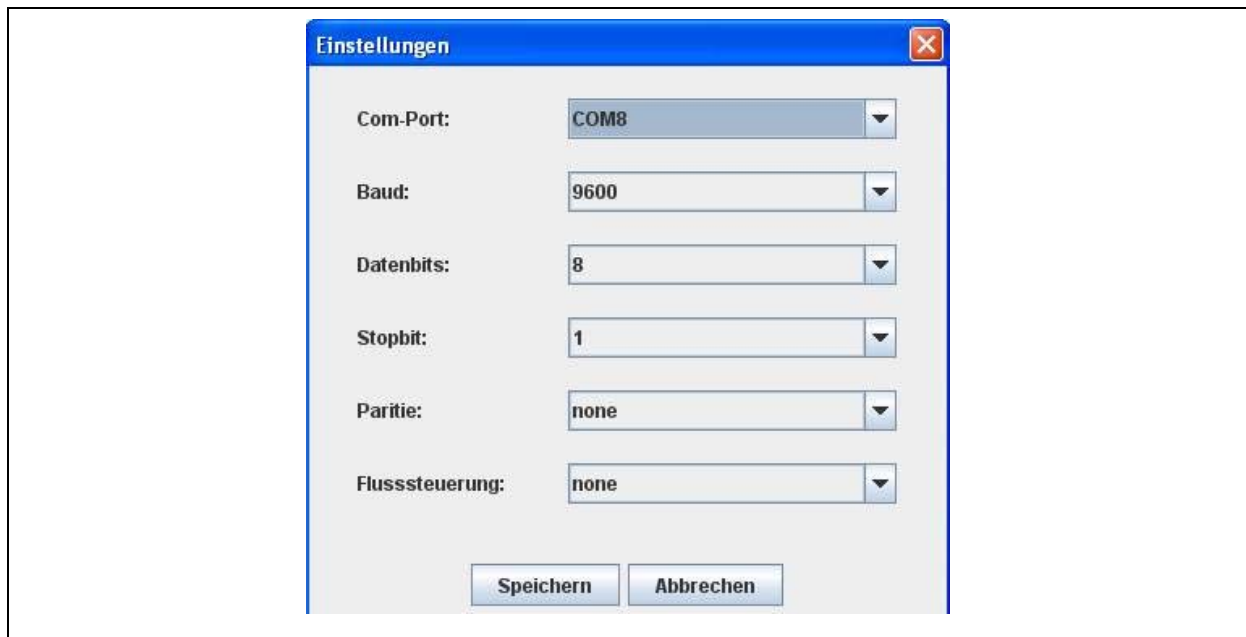 Einstellungen
Com-Port: COM8
Baud: 9600
Datenbits: 8
Stopbit: 1
Paritie: none
Flusssteuerung: none
Speichern Abbrechen